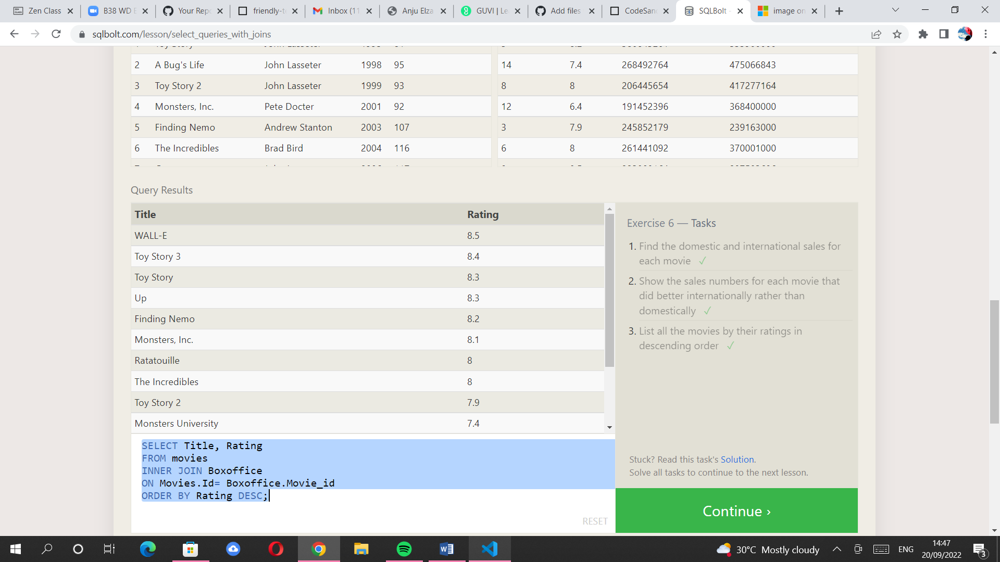 Zen Class
B38 WD
Your Rep
friendly-t
Inbox (11
Anju Elza
GUVI | Le
Add files
CodeSan
SQLBolt -
image on
sqlbolt.com/lesson/select_queries_with_joins
2 A Bug's Life John Lasseter 1998 95 14 7.4 268492764 475066843
3 Toy Story 2 John Lasseter 1999 93 8 8 206445654 417277164
4 Monsters, Inc. Pete Docter 2001 92 12 6.4 191452396 368400000
5 Finding Nemo Andrew Stanton 2003 107 3 7.9 245852179 239163000
6 The Incredibles Brad Bird 2004 116 6 8 261441092 370001000
Query Results
Title Rating
WALL-E 8.5
Toy Story 3 8.4
Toy Story 8.3
Up 8.3
Finding Nemo 8.2
Monsters, Inc. 8.1
Ratatouille 8
The Incredibles 8
Toy Story 2 7.9
Monsters University 7.4
SELECT Title, Rating
FROM movies
INNER JOIN Boxoffice
ON Movies.Id= Boxoffice.Movie_id
ORDER BY Rating DESC;
RESET
Exercise 6 — Tasks
1. Find the domestic and international sales for
each movie ✓
2. Show the sales numbers for each movie that
did better internationally rather than
domestically ✓
3. List all the movies by their ratings in
descending order ✓
Stuck? Read this task's Solution.
Solve all tasks to continue to the next lesson.
Continue ›
30°C Mostly cloudy
ENG
14:47
20/09/2022
3